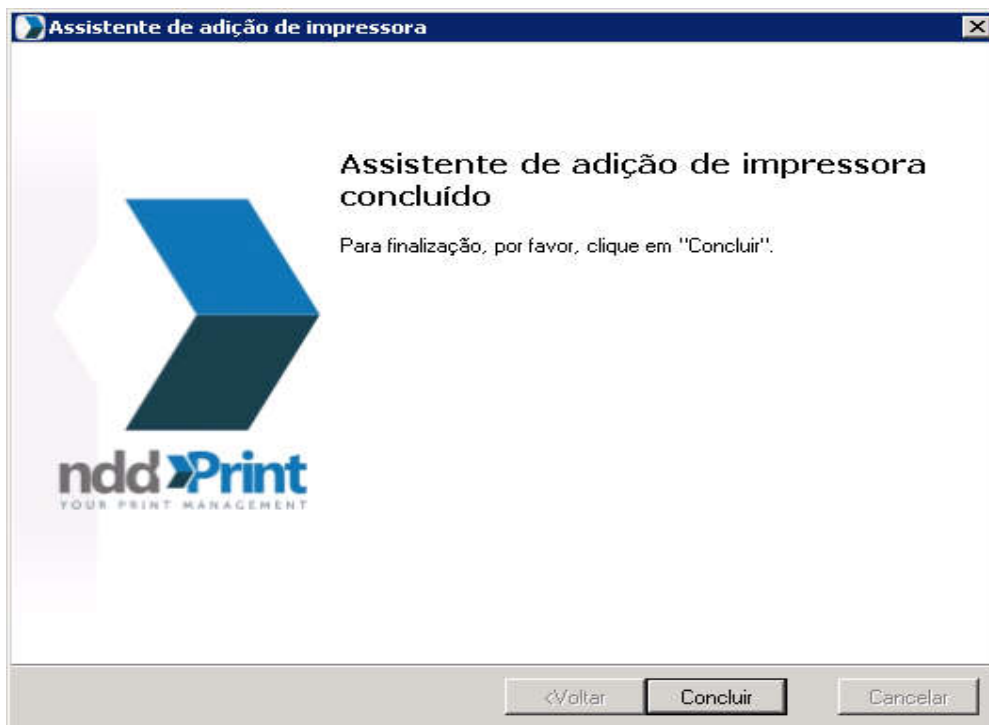 Assistente de adição de impressora
Assistente de adição de impressora
concluído
Para finalização, por favor, clique em "Concluir".
ndd Print
YOUR PRINT MANAGEMENT
<Voltar
Concluir
Cancelar